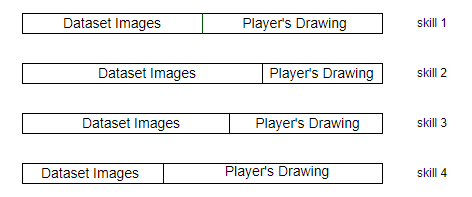 Dataset Images Player's Drawing skill 1
Dataset Images Player's Drawing skill 2
Dataset Images Player's Drawing skill 3
Dataset Images Player's Drawing skill 4